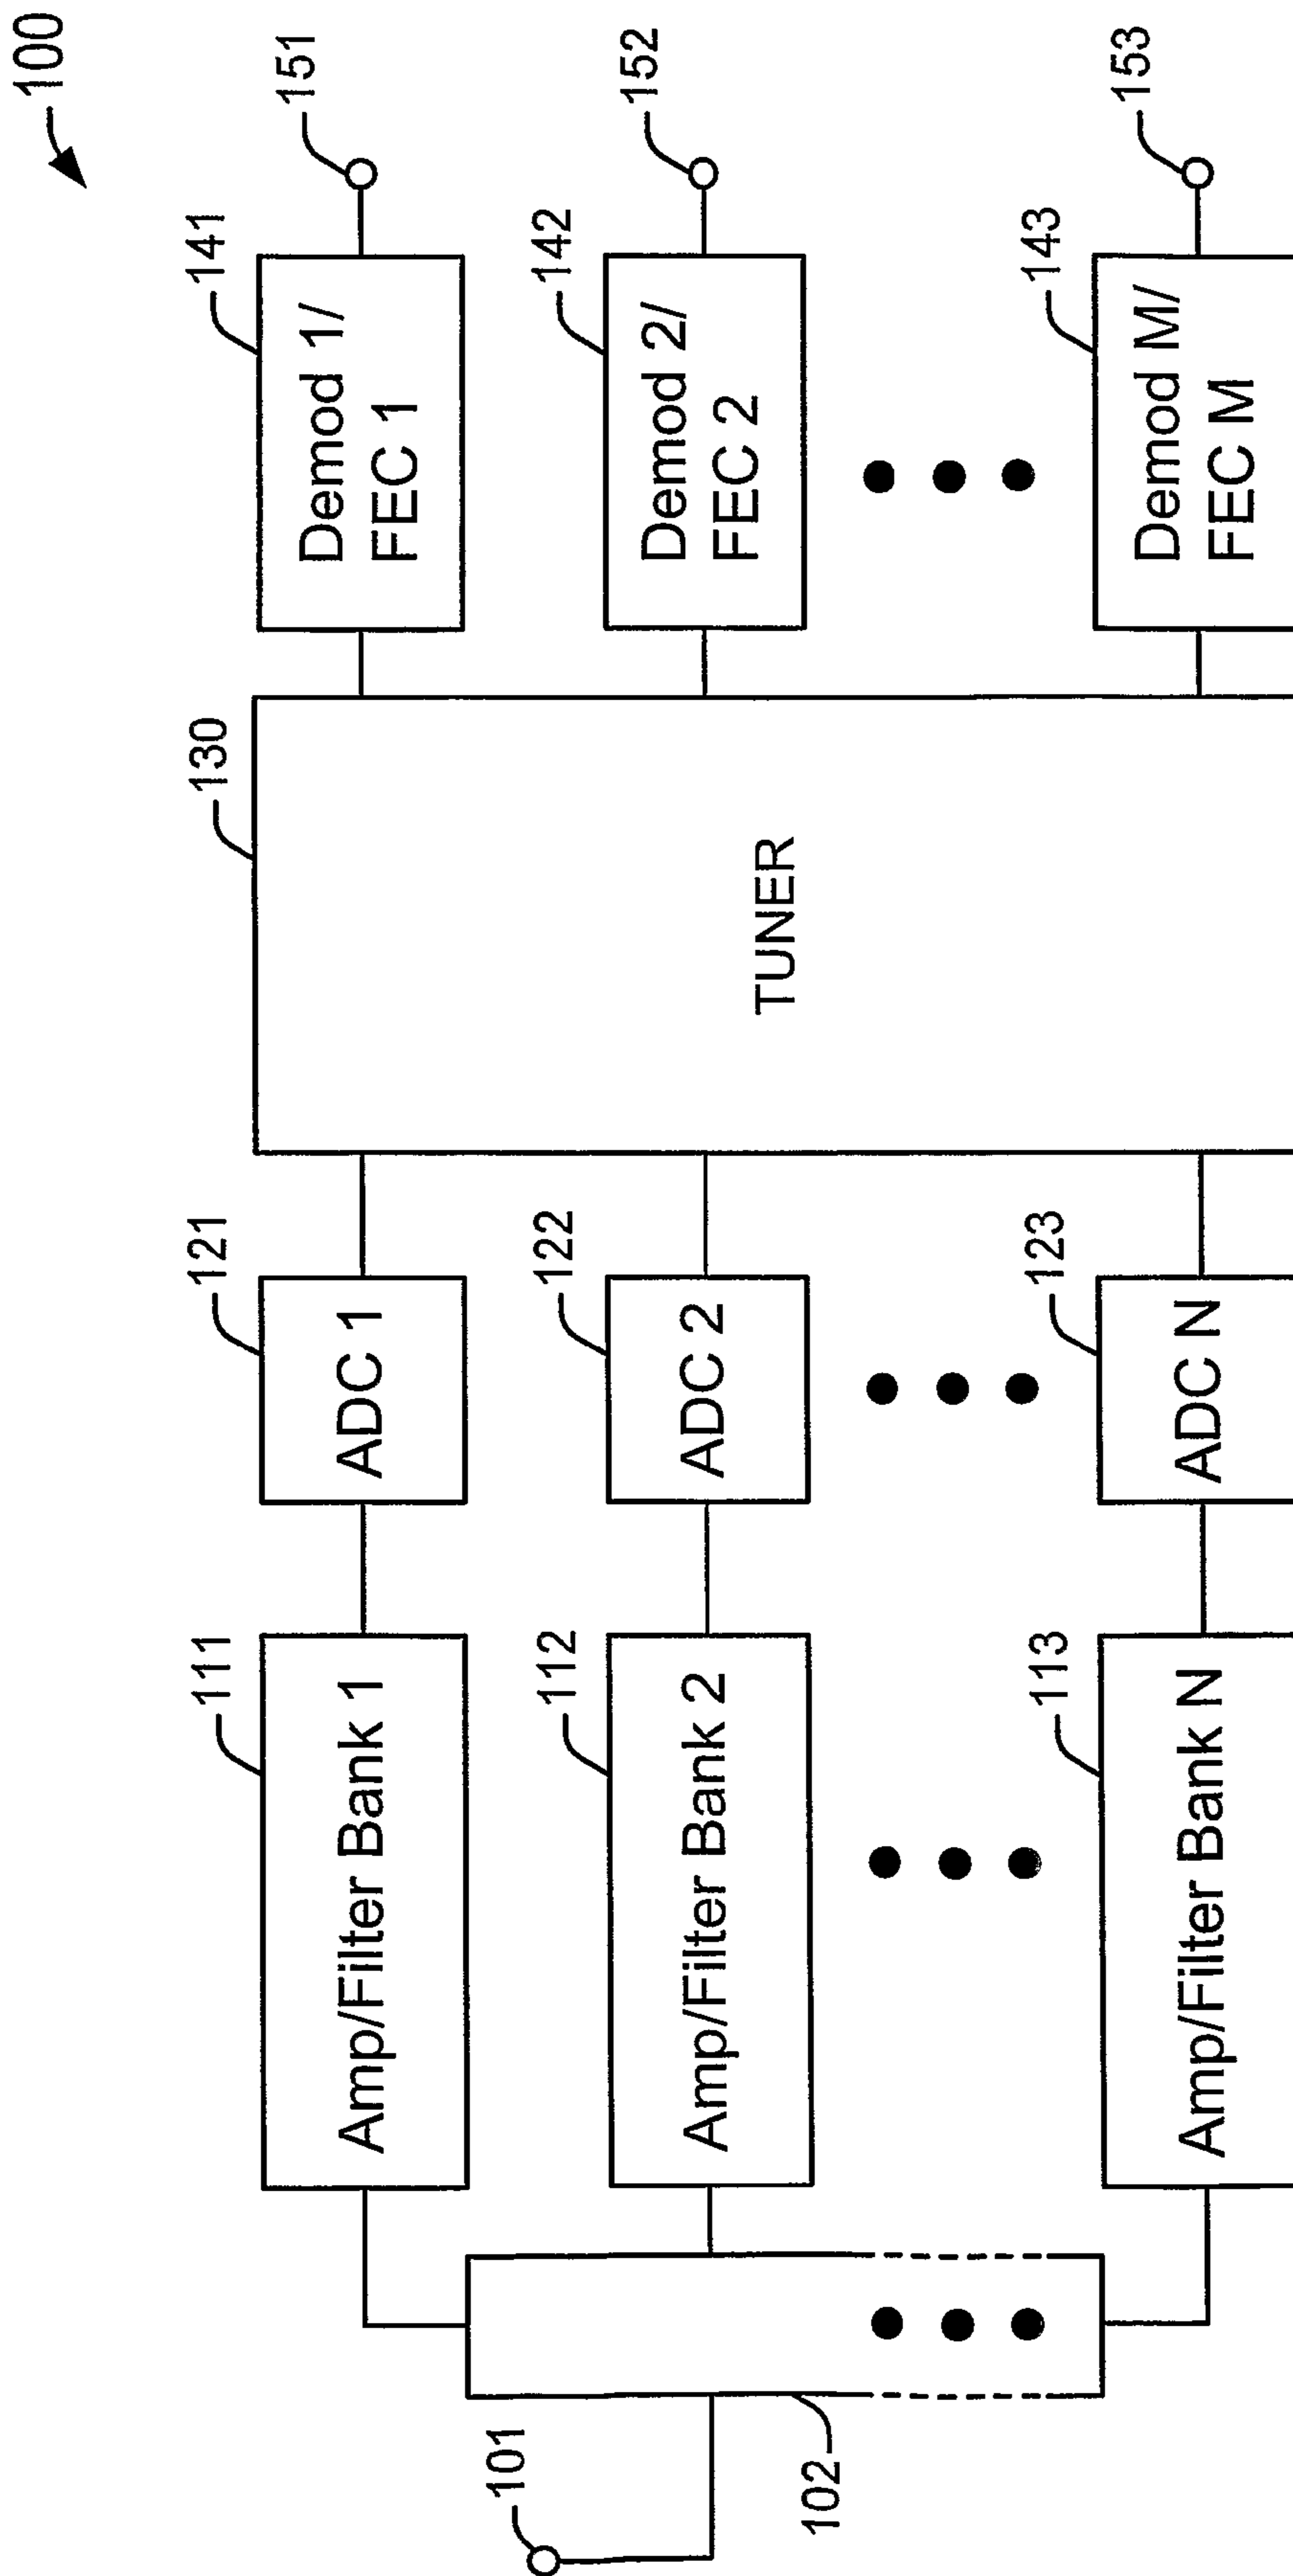 100
101
102
111
Amp/Filter Bank 1
121
ADC 1
130
TUNER
141
Demod 1/
FEC 1
151
112
Amp/Filter Bank 2
122
ADC 2
142
Demod 2/
FEC 2
152
113
Amp/Filter Bank N
123
ADC N
143
Demod M/
FEC M
153